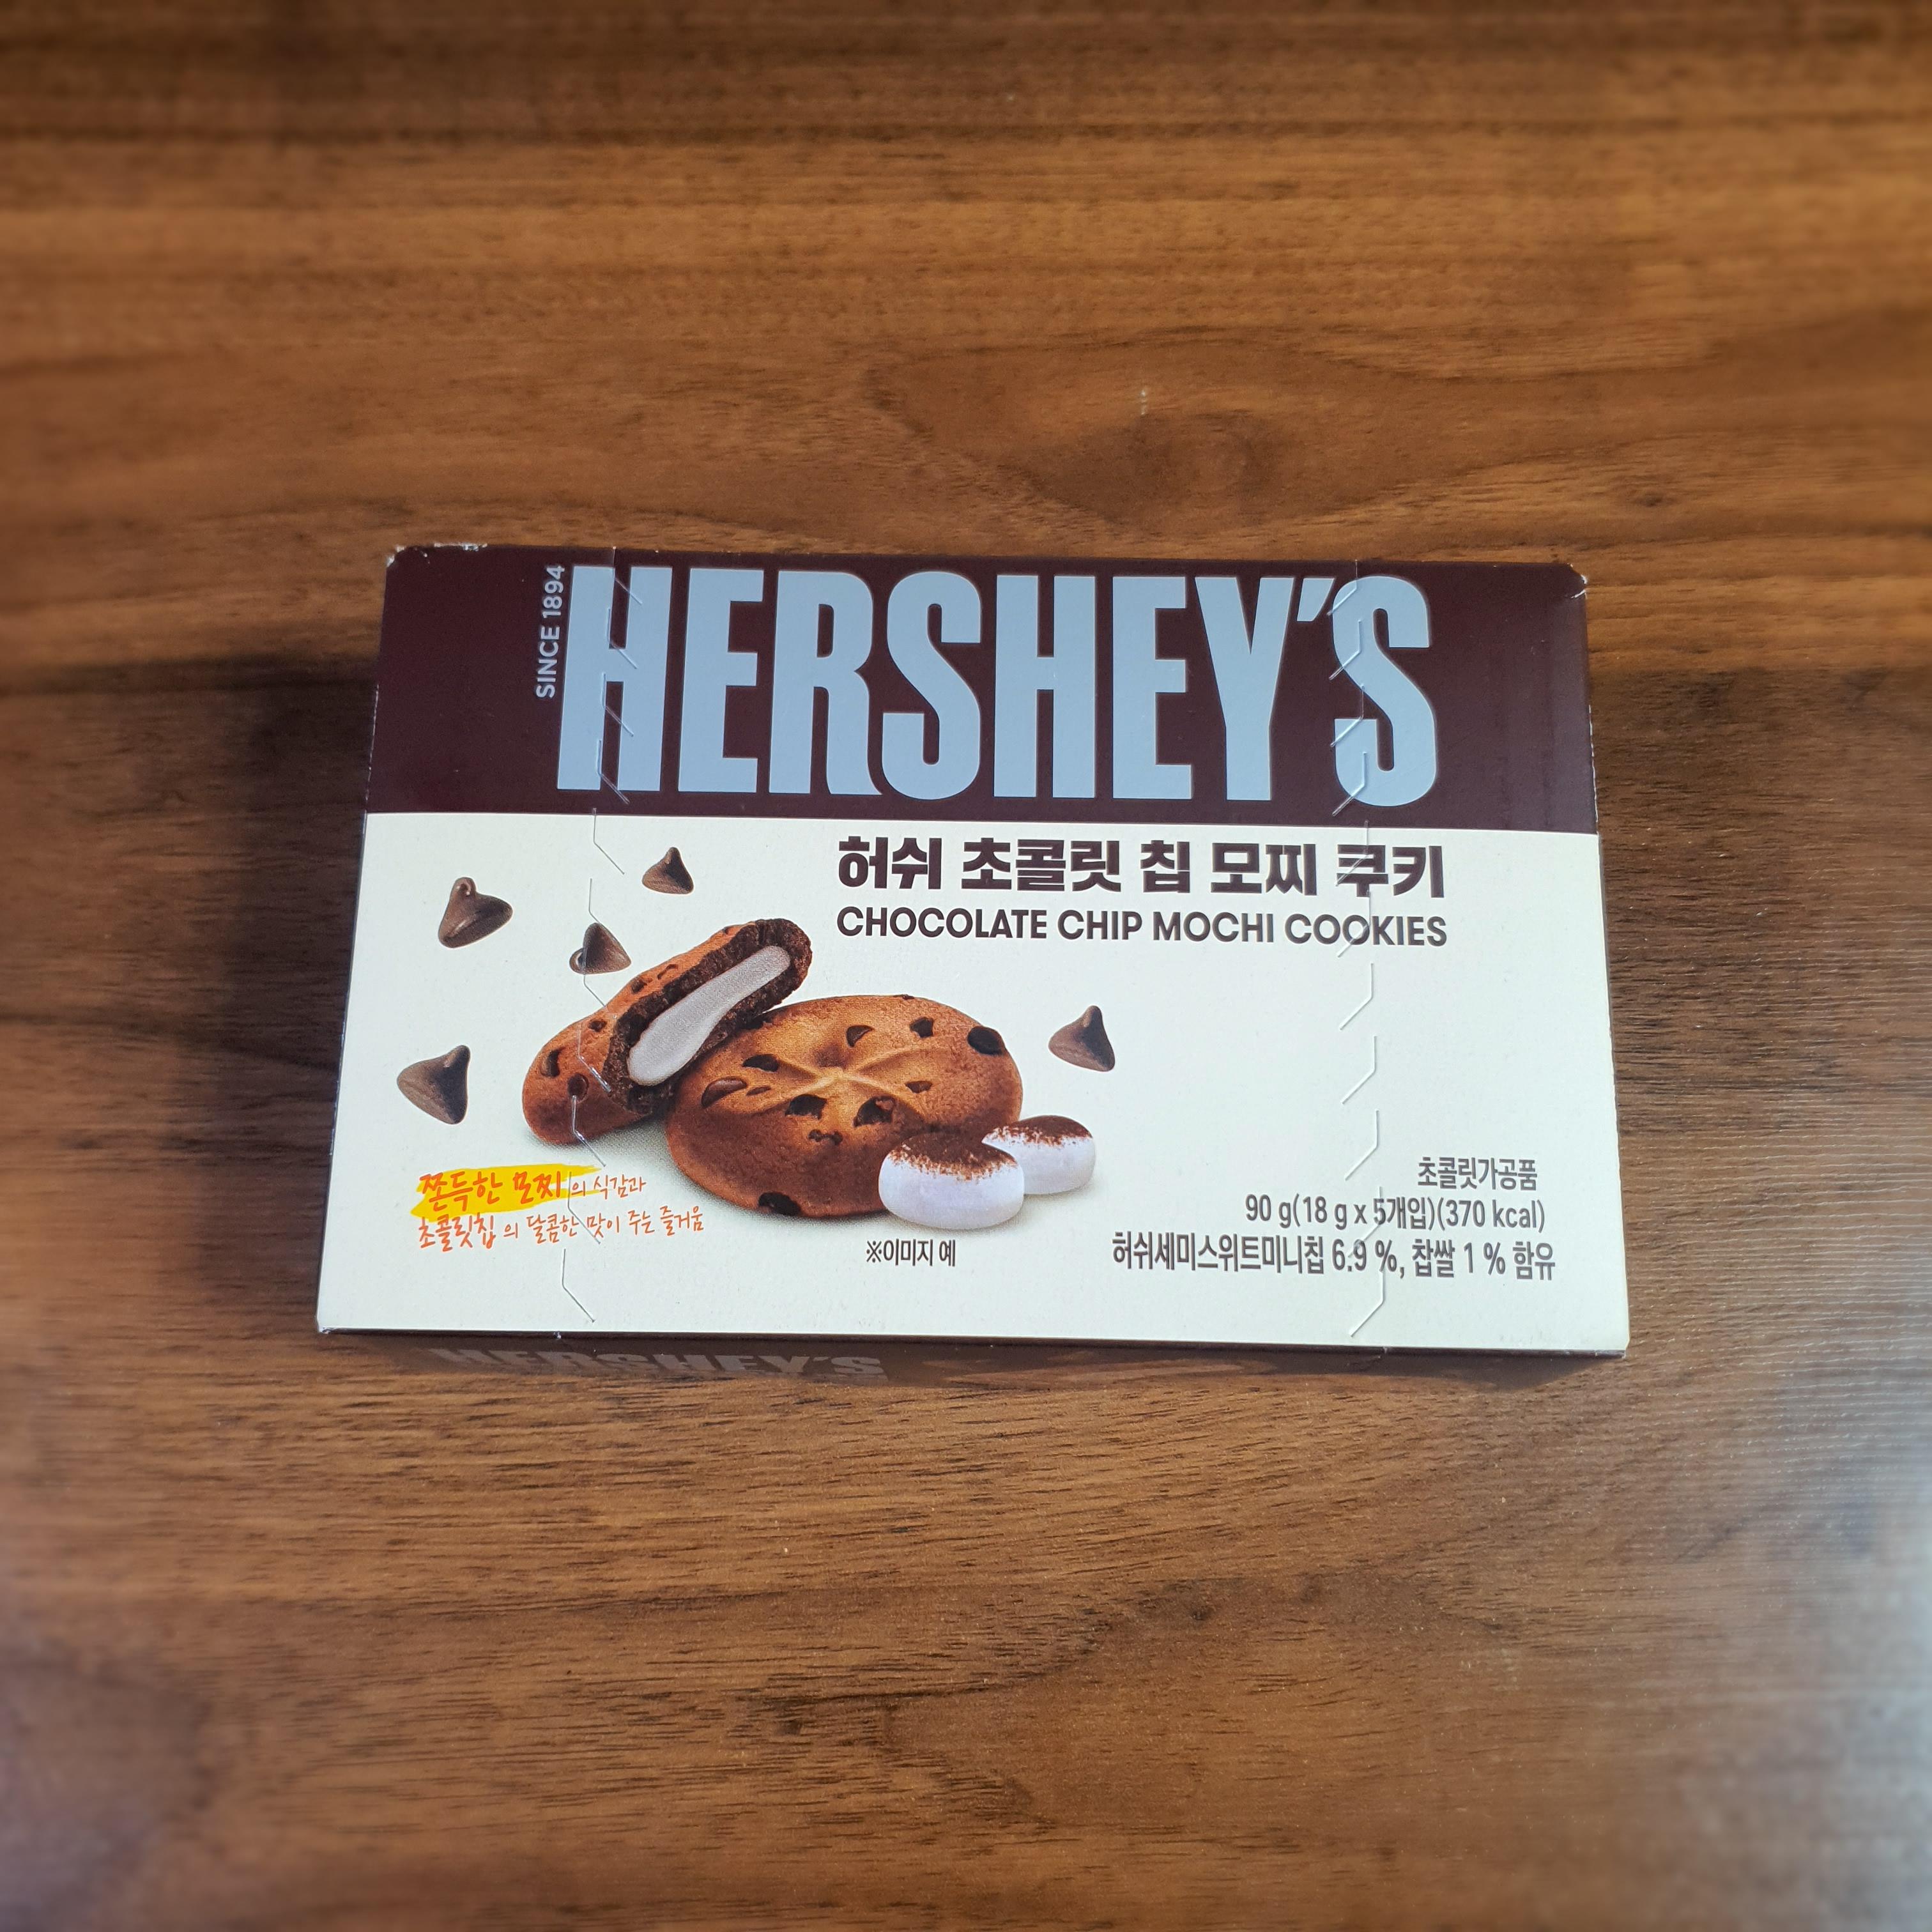 SINCE 1894
HERSHEY'S
허쉬 초콜릿 칩 모찌 쿠키
CHOCOLATE CHIP MOCHI COOKIES
쫀득한 모찌의 식감과
초콜릿칩의 달콤한 맛이 주는 즐거움
※이미지 예
초콜릿가공품
90 g(18 g x 5개입)(370 kcal)
허쉬세미스위트미니칩 6.9 %, 찹쌀 1 % 함유
HERSHEY'S